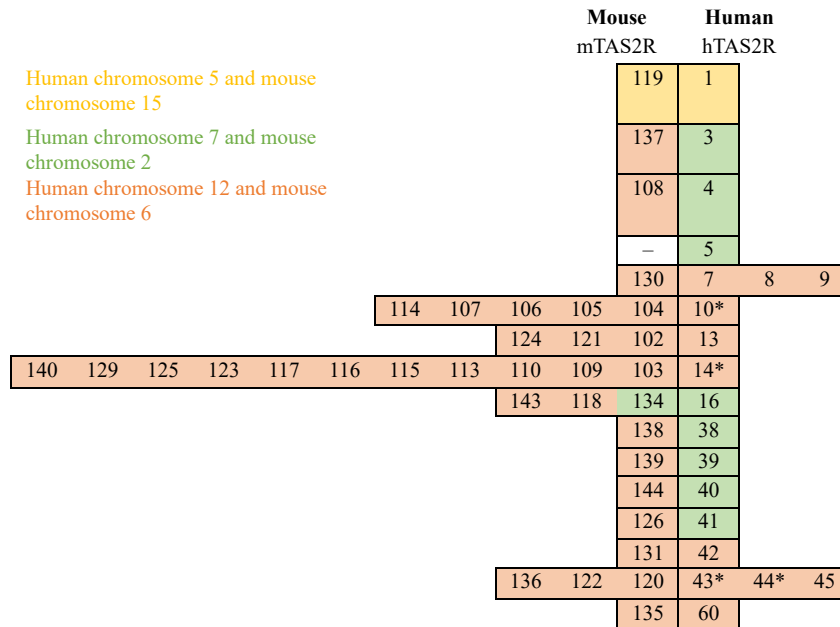 Mouse Human
mTAS2R hTAS2R
Human chromosome 5 and mouse
chromosome 15
Human chromosome 7 and mouse
chromosome 2
Human chromosome 12 and mouse
chromosome 6
119 1
137 3
108 4
– 5
130 7 8 9
114 107 106 105 104 10*
124 121 102 13
140 129 125 123 117 116 115 113 110 109 103 14*
143 118 134 16
138 38
139 39
144 40
126 41
131 42
136 122 120 43* 44* 45
135 60